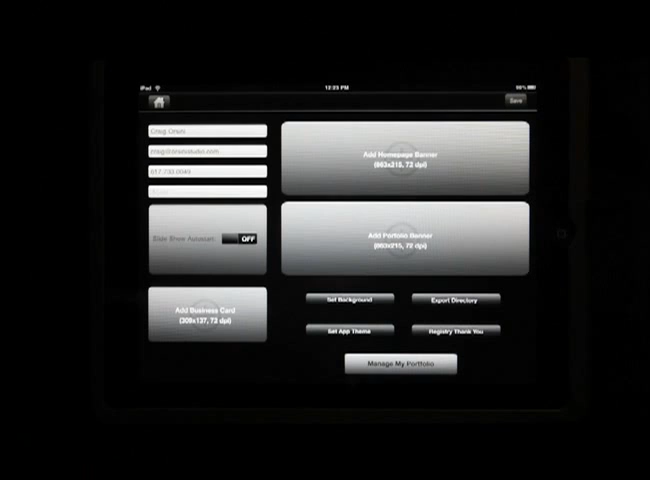 iPad
12:23 PM
Save
Add Homepage Banner
(863x215, 72 dpi)
Slide Show Autostart
OFF
Add Portfolio Banner
(863x215, 72 dpi)
Add Business Card
(309x137, 72 dpi)
Set Background
Export Directory
Set App Theme
Registry Thank You
Manage My Portfolio